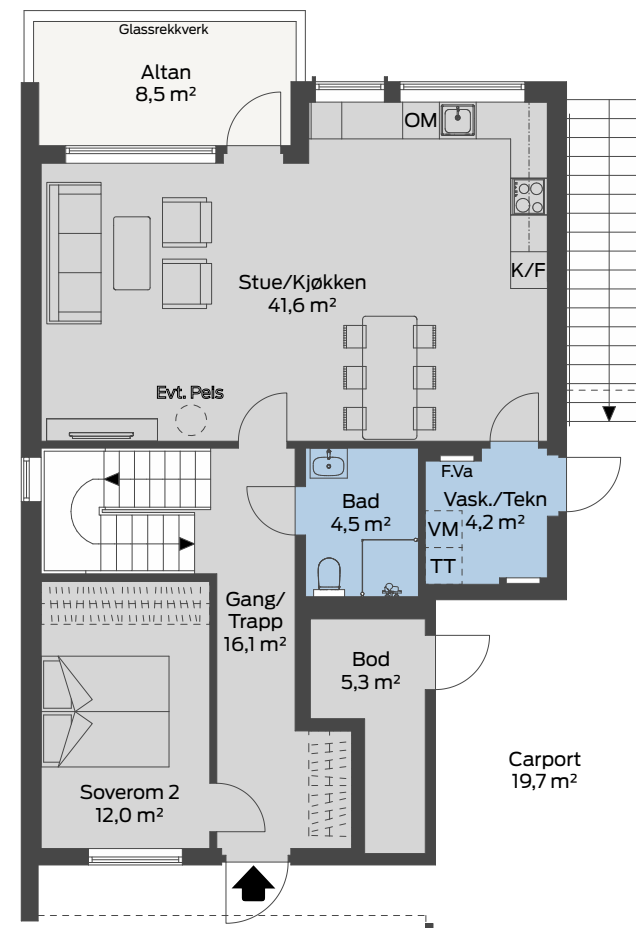 Glassrekkverk
Altan
8,5 m²
OM
K/F
Stue/Kjøkken
41,6 m²
Evt. Peis
F.Va
Vask./Tekn
4,2 m²
VM
TT
Bad
4,5 m²
Gang/
Trapp
16,1 m²
Bod
5,3 m²
Soverom 2
12,0 m²
Carport
19,7 m²